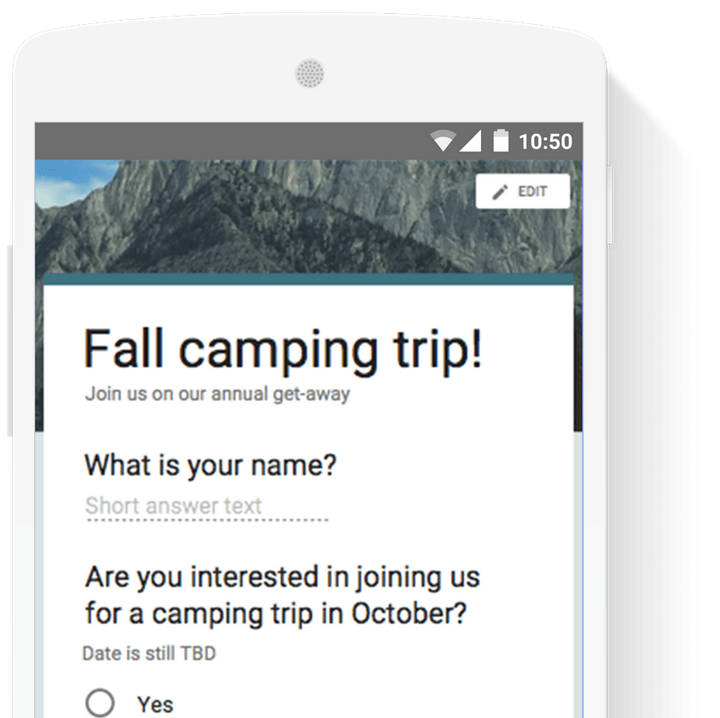 10:50
EDIT
Fall camping trip!
Join us on our annual get-away
What is your name?
Short answer text
Are you interested in joining us
for a camping trip in October?
Date is still TBD
Yes